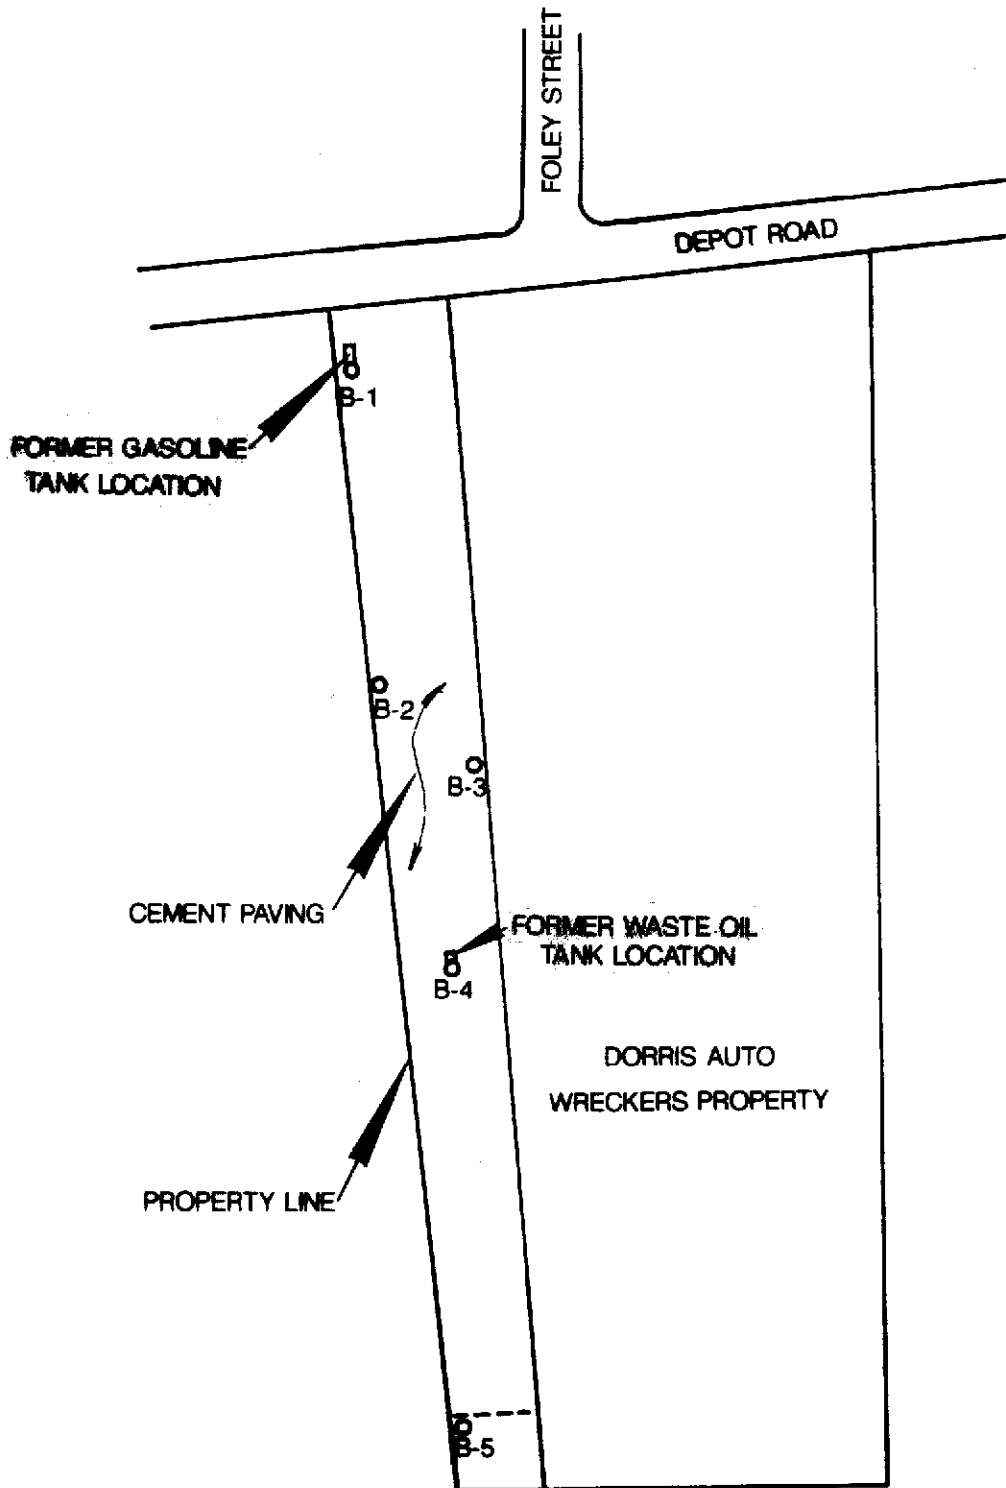 FOLEY STREET
DEPOT ROAD
B-1
FORMER GASOLINE
TANK LOCATION
B-2
B-3
CEMENT PAVING
FORMER WASTE OIL
TANK LOCATION
B-4
DORRIS AUTO
WRECKERS PROPERTY
PROPERTY LINE
B-5